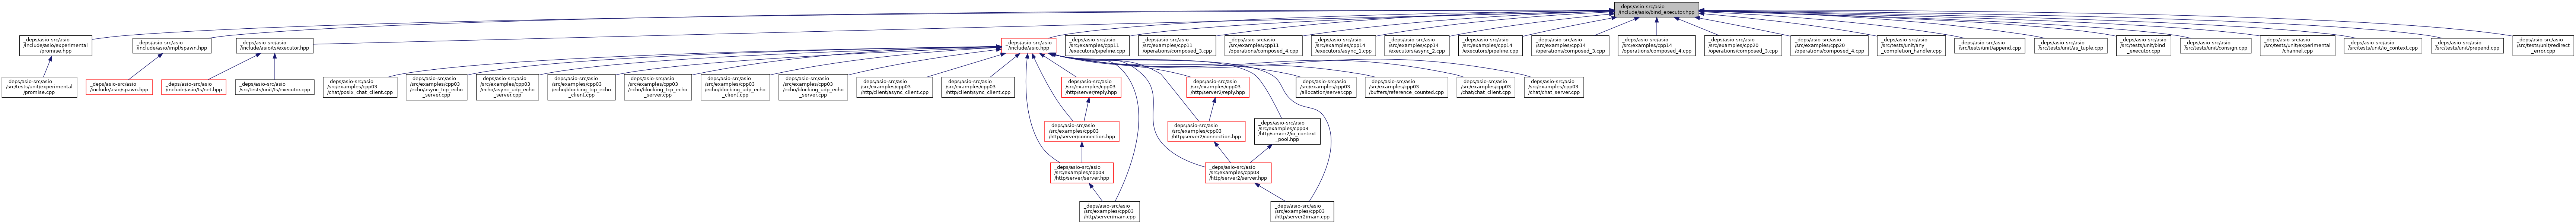 _deps/asio-src/asio
/include/asio/bind_executor.hpp
_deps/asio-src/asio
/include/asio/experimental
/promise.hpp
_deps/asio-src/asio
/include/asio/impl/spawn.hpp
_deps/asio-src/asio
/include/asio/ts/executor.hpp
_deps/asio-src/asio
/include/asio.hpp
_deps/asio-src/asio
/src/examples/cpp11
/executors/pipeline.cpp
_deps/asio-src/asio
/src/examples/cpp11
/operations/composed_3.cpp
_deps/asio-src/asio
/src/examples/cpp11
/operations/composed_4.cpp
_deps/asio-src/asio
/src/examples/cpp14
/executors/async_1.cpp
_deps/asio-src/asio
/src/examples/cpp14
/executors/async_2.cpp
_deps/asio-src/asio
/src/examples/cpp14
/executors/pipeline.cpp
_deps/asio-src/asio
/src/examples/cpp14
/operations/composed_3.cpp
_deps/asio-src/asio
/src/examples/cpp14
/operations/composed_4.cpp
_deps/asio-src/asio
/src/examples/cpp20
/operations/composed_3.cpp
_deps/asio-src/asio
/src/examples/cpp20
/operations/composed_4.cpp
_deps/asio-src/asio
/src/tests/unit/any
_completion_handler.cpp
_deps/asio-src/asio
/src/tests/unit/append.cpp
_deps/asio-src/asio
/src/tests/unit/as_tuple.cpp
_deps/asio-src/asio
/src/tests/unit/bind
_executor.cpp
_deps/asio-src/asio
/src/tests/unit/consign.cpp
_deps/asio-src/asio
/src/tests/unit/experimental
/channel.cpp
_deps/asio-src/asio
/src/tests/unit/io_context.cpp
_deps/asio-src/asio
/src/tests/unit/prepend.cpp
_deps/asio-src/asio
/src/tests/unit/redirect
_error.cpp
_deps/asio-src/asio
/src/tests/unit/experimental
/promise.cpp
_deps/asio-src/asio
/include/asio/spawn.hpp
_deps/asio-src/asio
/include/asio/ts/net.hpp
_deps/asio-src/asio
/src/tests/unit/ts/executor.cpp
_deps/asio-src/asio
/src/examples/cpp03
/chat/posix_chat_client.cpp
_deps/asio-src/asio
/src/examples/cpp03
/echo/async_tcp_echo
_server.cpp
_deps/asio-src/asio
/src/examples/cpp03
/echo/async_udp_echo
_server.cpp
_deps/asio-src/asio
/src/examples/cpp03
/echo/blocking_tcp_echo
_client.cpp
_deps/asio-src/asio
/src/examples/cpp03
/echo/blocking_tcp_echo
_server.cpp
_deps/asio-src/asio
/src/examples/cpp03
/echo/blocking_udp_echo
_client.cpp
_deps/asio-src/asio
/src/examples/cpp03
/echo/blocking_udp_echo
_server.cpp
_deps/asio-src/asio
/src/examples/cpp03
/http/client/async_client.cpp
_deps/asio-src/asio
/src/examples/cpp03
/http/client/sync_client.cpp
_deps/asio-src/asio
/src/examples/cpp03
/http/server/reply.hpp
_deps/asio-src/asio
/src/examples/cpp03
/http/server2/reply.hpp
_deps/asio-src/asio
/src/examples/cpp03
/allocation/server.cpp
_deps/asio-src/asio
/src/examples/cpp03
/buffers/reference_counted.cpp
_deps/asio-src/asio
/src/examples/cpp03
/chat/chat_client.cpp
_deps/asio-src/asio
/src/examples/cpp03
/chat/chat_server.cpp
_deps/asio-src/asio
/src/examples/cpp03
/http/server/connection.hpp
_deps/asio-src/asio
/src/examples/cpp03
/http/server2/connection.hpp
_deps/asio-src/asio
/src/examples/cpp03
/http/server2/io_context
_pool.hpp
_deps/asio-src/asio
/src/examples/cpp03
/http/server/server.hpp
_deps/asio-src/asio
/src/examples/cpp03
/http/server2/server.hpp
_deps/asio-src/asio
/src/examples/cpp03
/http/server/main.cpp
_deps/asio-src/asio
/src/examples/cpp03
/http/server2/main.cpp